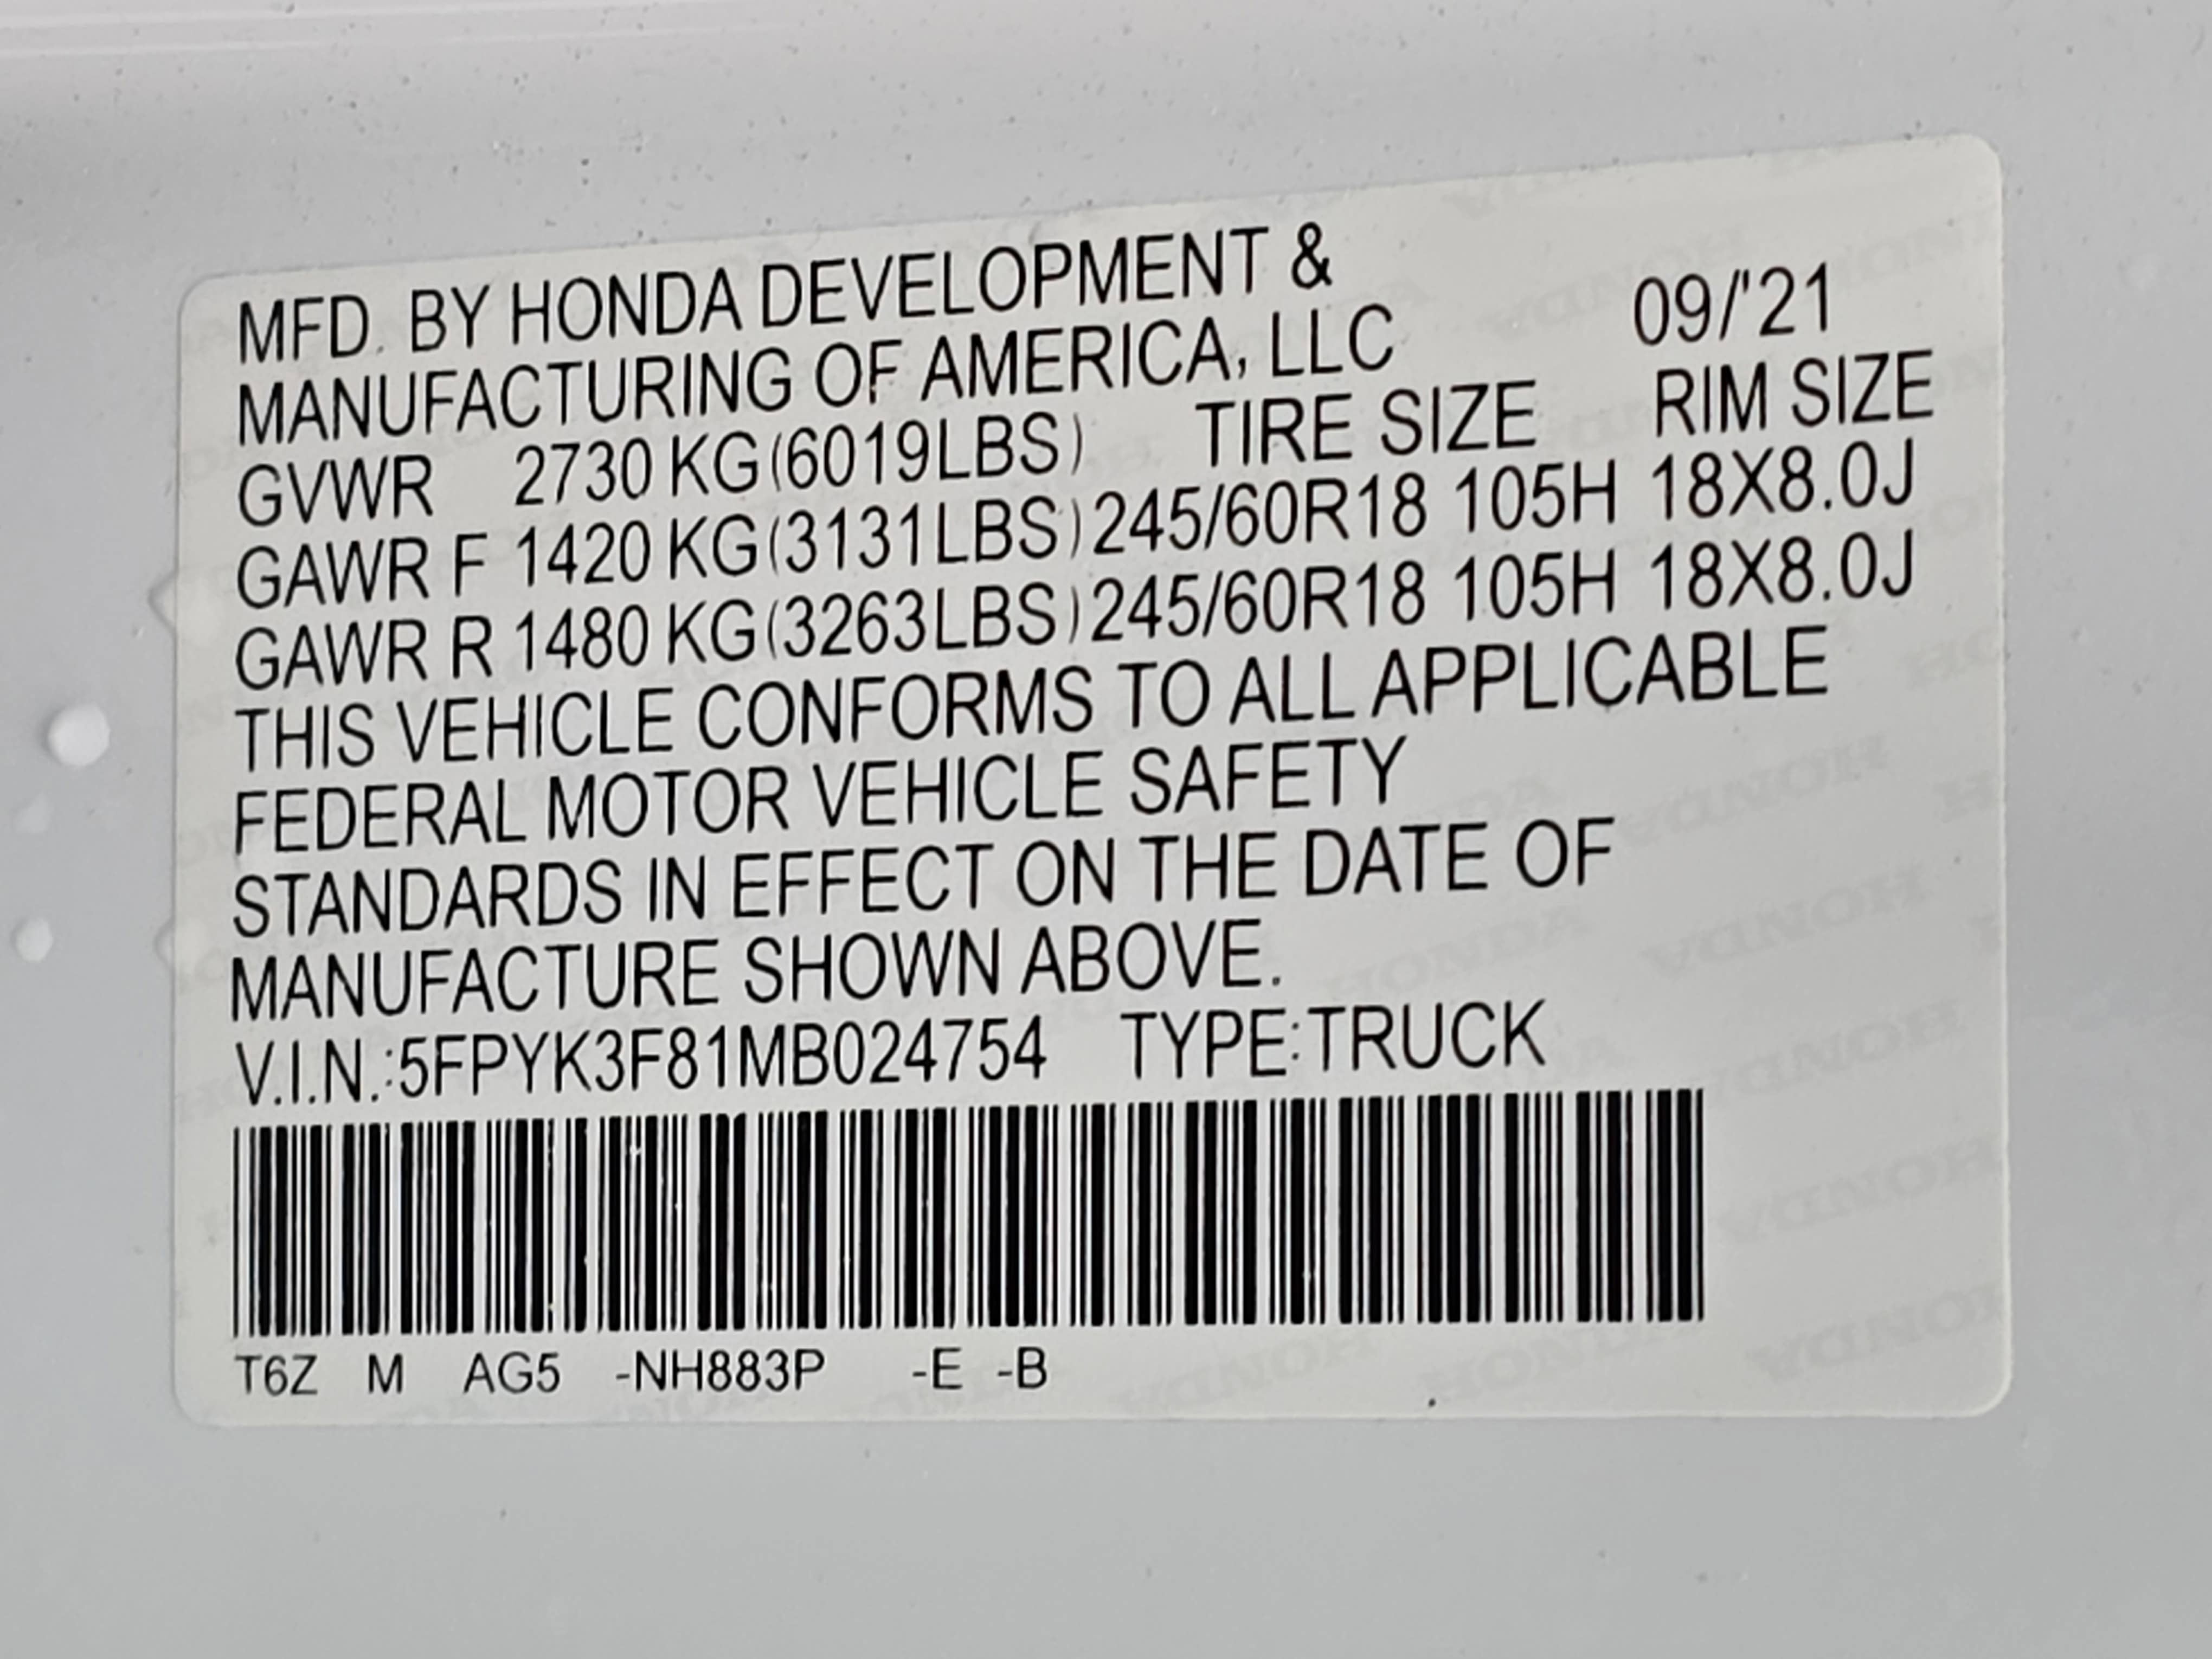 MFD. BY HONDA DEVELOPMENT &
MANUFACTURING OF AMERICA, LLC 09/'21
GVWR 2730 KG(6019LBS) TIRE SIZE RIM SIZE
GAWR F 1420 KG(3131LBS)245/60R18 105H 18X8.0J
GAWR R 1480 KG(3263LBS)245/60R18 105H 18X8.0J
THIS VEHICLE CONFORMS TO ALL APPLICABLE
FEDERAL MOTOR VEHICLE SAFETY
STANDARDS IN EFFECT ON THE DATE OF
MANUFACTURE SHOWN ABOVE.
V.I.N.:5FPYK3F81MB024754 TYPE:TRUCK
T6Z M AG5 -NH883P -E -B